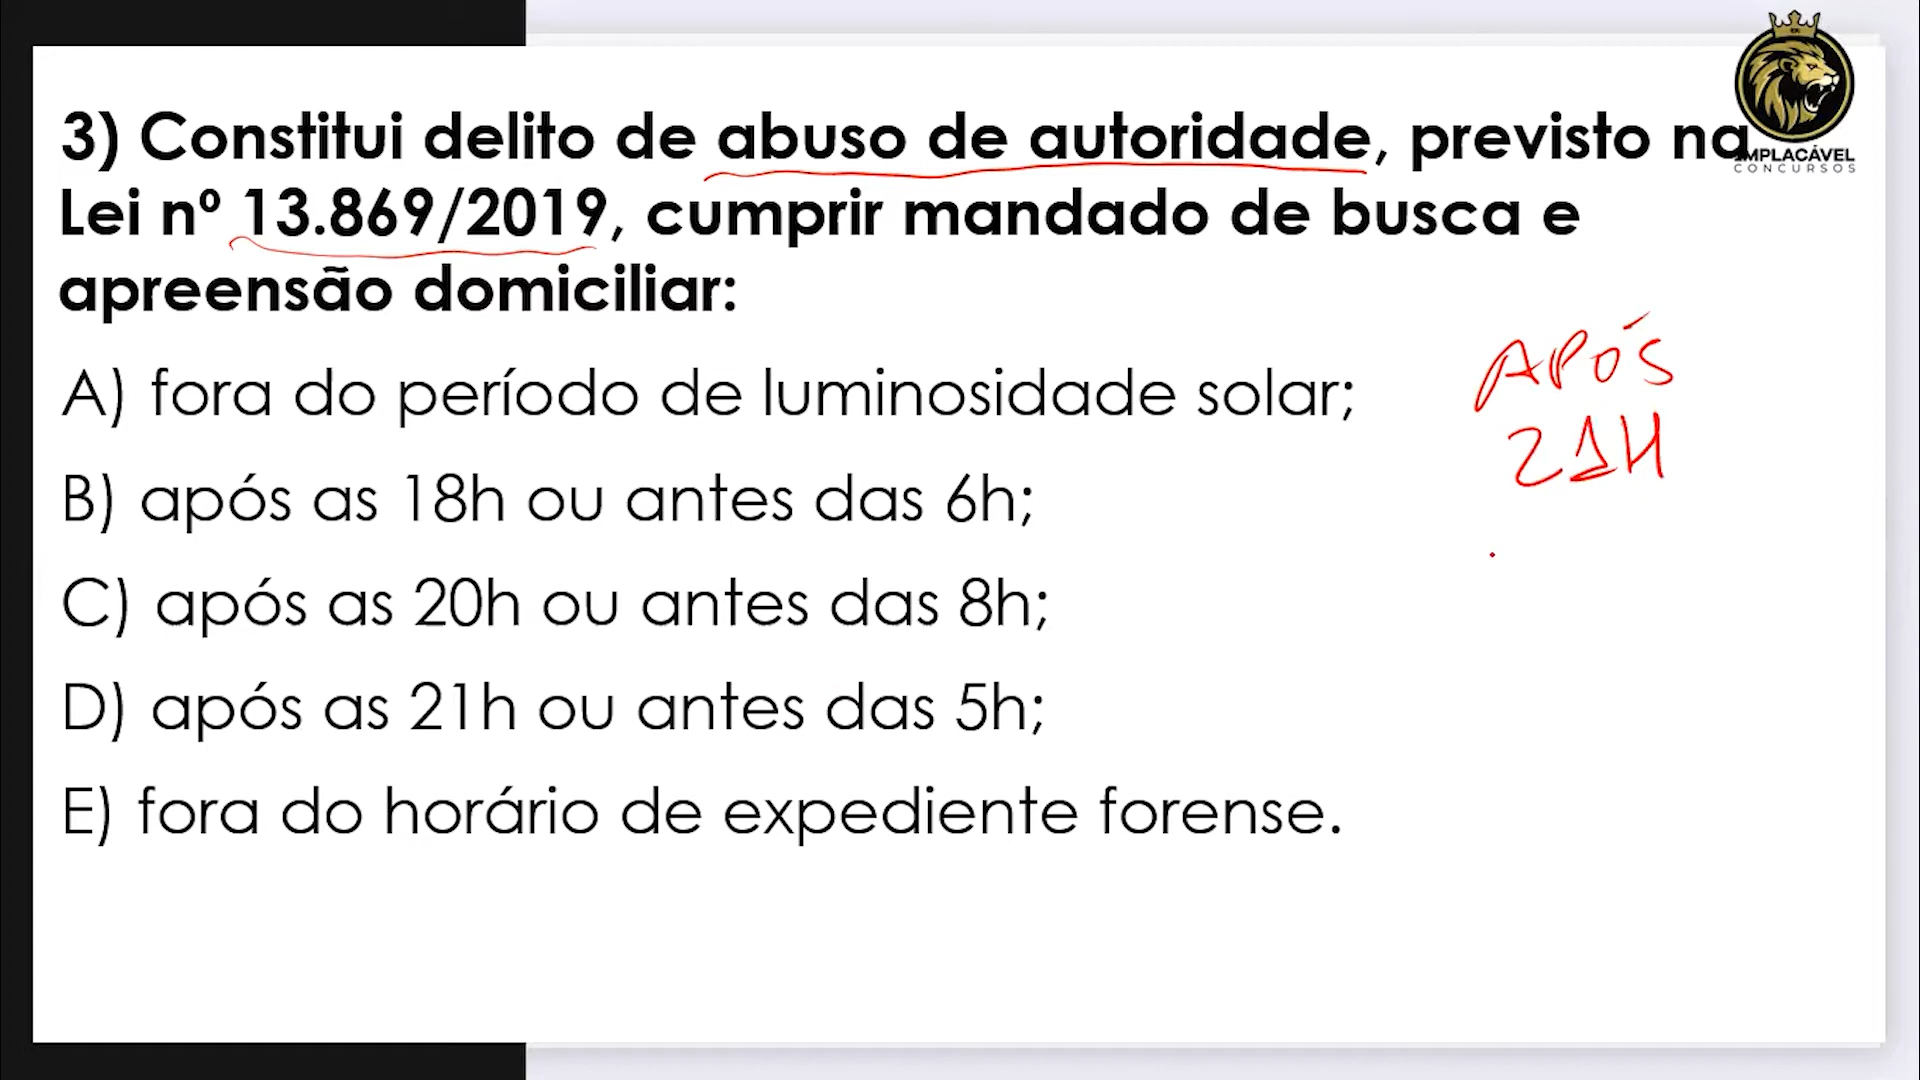 3) Constitui delito de abuso de autoridade, previsto na
Lei nº 13.869/2019, cumprir mandado de busca e
apreensão domiciliar:
A) fora do período de luminosidade solar;
B) após as 18h ou antes das 6h;
C) após as 20h ou antes das 8h;
D) após as 21h ou antes das 5h;
E) fora do horário de expediente forense.
APÓS
21H
IMPLACÁVEL
CONCURSOS